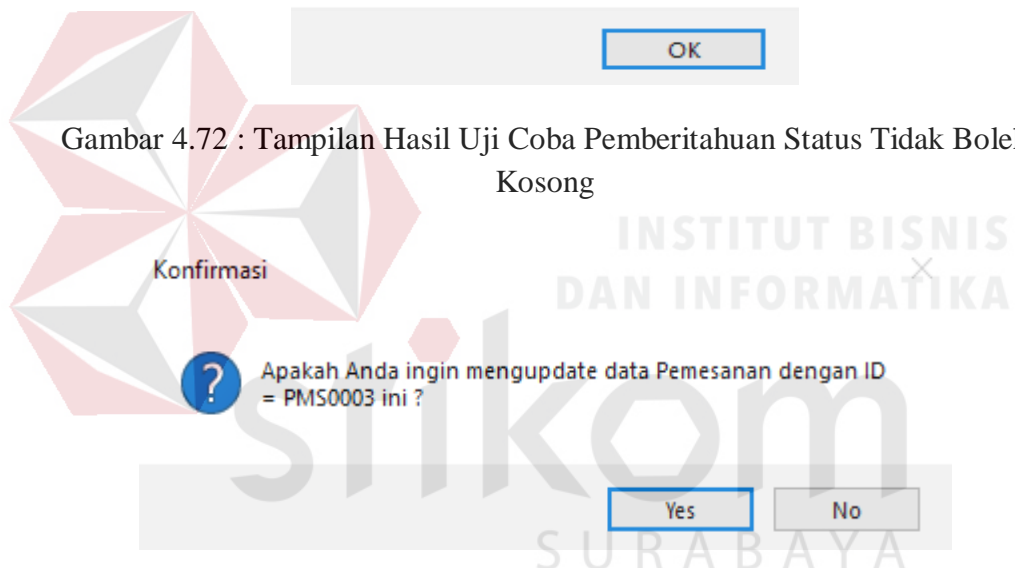 OK
Gambar 4.72 : Tampilan Hasil Uji Coba Pemberitahuan Status Tidak
Kosong
INSTITUT BISNIS
DAN INFORMATIKA
Konfirmasi
Apakah Anda ingin mengupdate data Pemesanan dengan ID
= PMS0003 ini ?
stikom
Yes No
SURABAYA